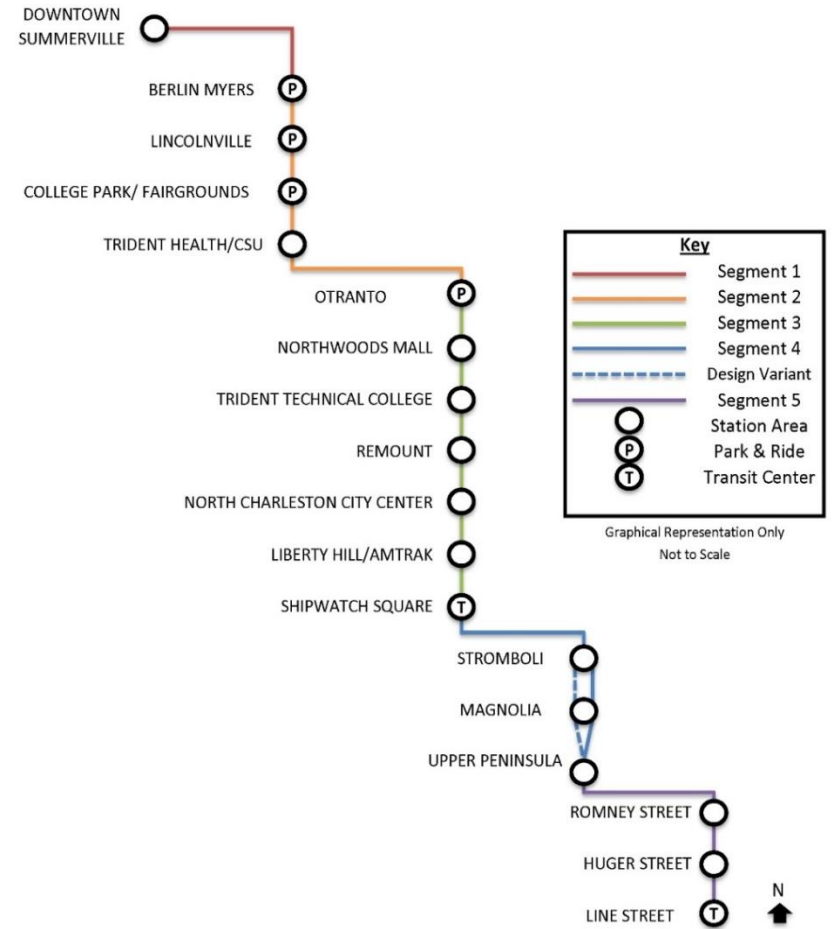 DOWNTOWN
SUMMERVILLE
BERLIN MYERS
P
LINCOLNVILLE
P
COLLEGE PARK/ FAIRGROUNDS
P
TRIDENT HEALTH/CSU
OTRANTO
P
NORTHWOODS MALL
TRIDENT TECHNICAL COLLEGE
REMOUNT
NORTH CHARLESTON CITY CENTER
LIBERTY HILL/AMTRAK
SHIPWATCH SQUARE
T
STROMBOLI
MAGNOLIA
UPPER PENINSULA
ROMNEY STREET
HUGER STREET
LINE STREET
T
Key
Segment 1
Segment 2
Segment 3
Segment 4
Design Variant
Segment 5
Station Area
P Park & Ride
T Transit Center
Graphical Representation Only
Not to Scale
N